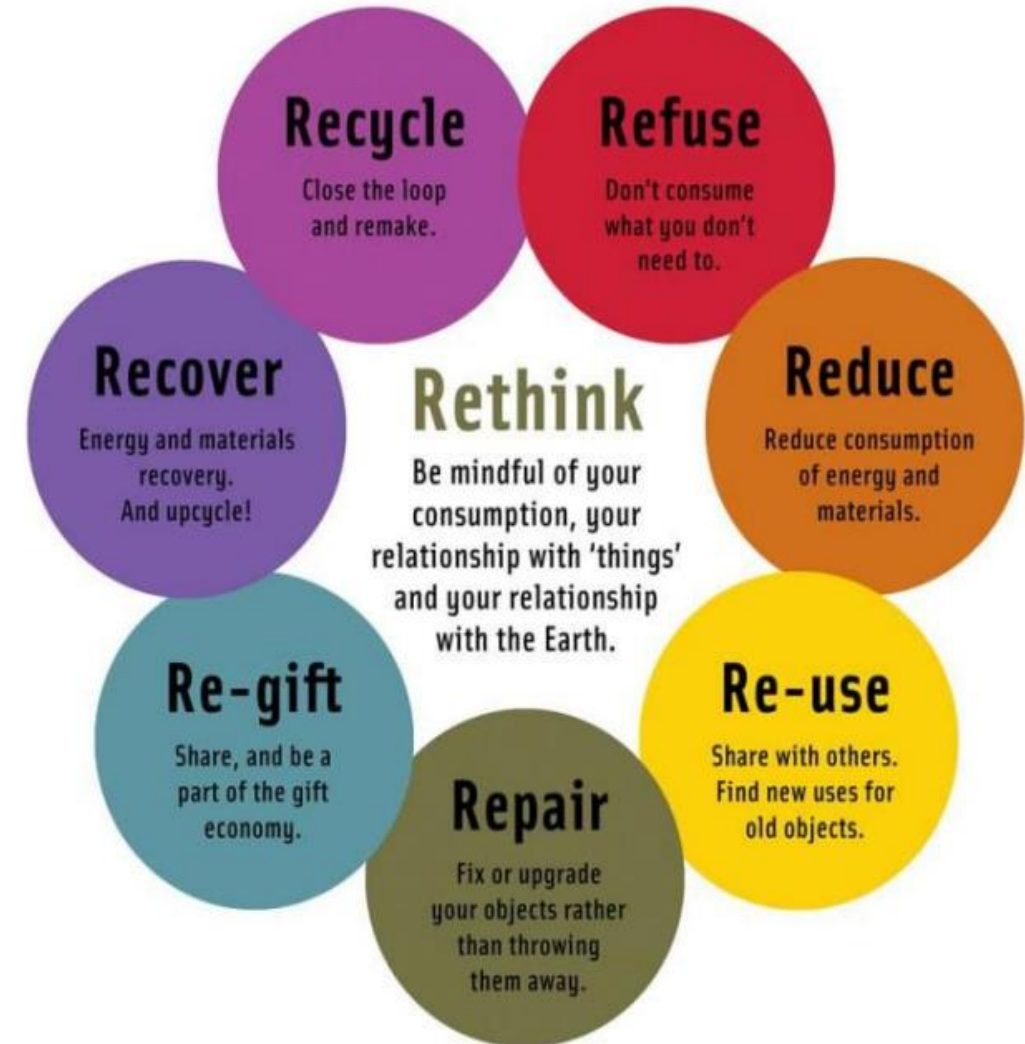 Recycle
Close the loop
and remake.
Refuse
Don't consume
what you don't
need to.
Recover
Energy and materials
recovery.
And upcycle!
Rethink
Be mindful of your
consumption, your
relationship with 'things'
and your relationship
with the Earth.
Reduce
Reduce consumption
of energy and
materials.
Re-gift
Share, and be a
part of the gift
economy.
Repair
Fix or upgrade
your objects rather
than throwing
them away.
Re-use
Share with others.
Find new uses for
old objects.